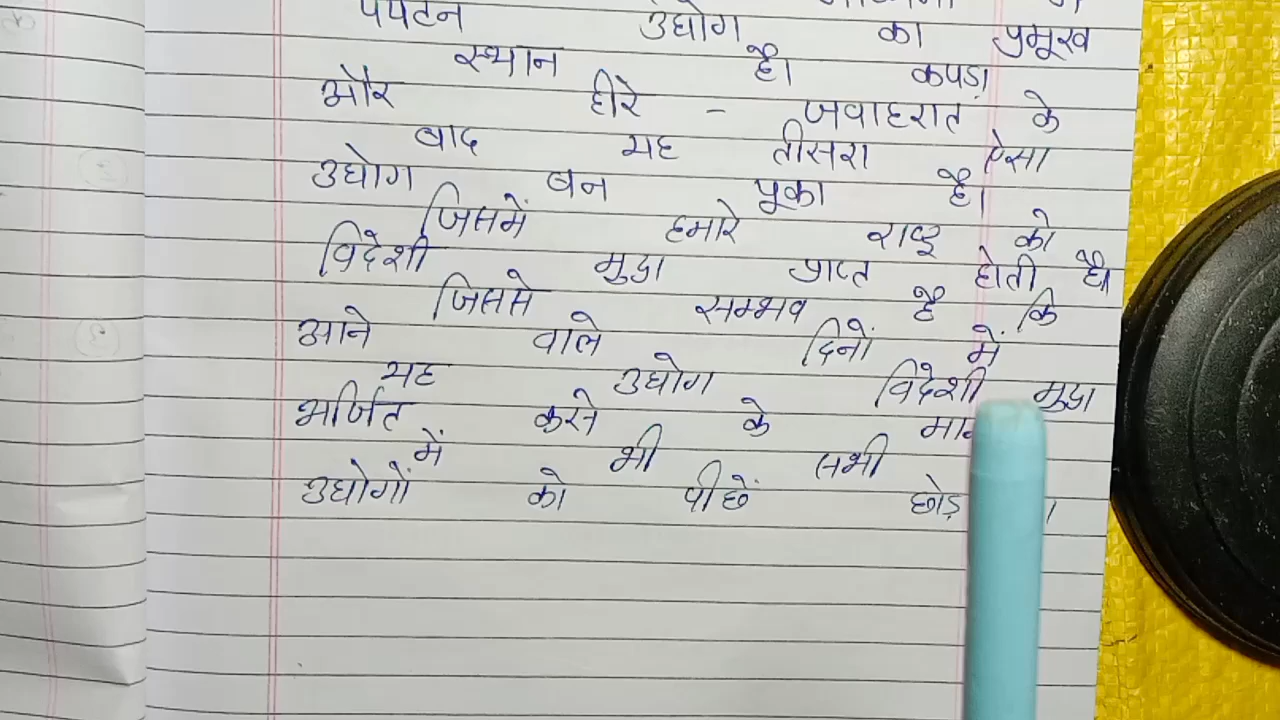 पर्यटन उद्योग का प्रमूख
स्थान है। कपड़ा
और हीरे - जवाहरात के
बाद यह तीसरा ऐसा
उद्योग बन चूका है।
जिसमें हमारे राष्ट्र को
विदेशी मुद्रा प्राप्त होती है।
जिससे सम्भव है कि
आने वाले दिनों में
यह उद्योग विदेशी मुद्रा
अर्जित करने के
में भी सभी
उद्योगों को पीछें छोड़